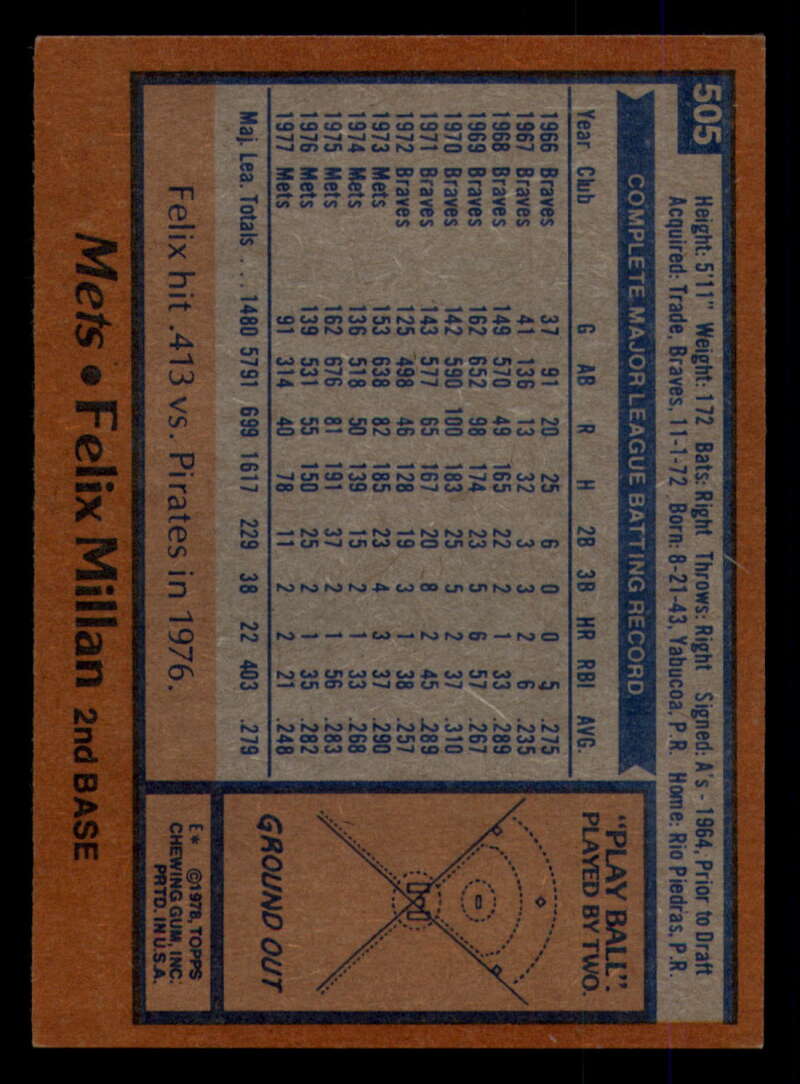 505
Height: 5'11" Weight: 172 Bats: Right Throws: Right Signed: A's - 1964, Prior to Draft
Acquired: Trade, Braves, 11-1-72 Born: 8-21-43, Yabucoa, P.R. Home: Rio Piedras, P.R.
COMPLETE MAJOR LEAGUE BATTING RECORD
Year Club G AB R H 2B 3B HR RBI AVG.
1966 Braves 37 91 20 25 6 0 0 5 .275
1967 Braves 41 136 13 32 3 3 2 6 .235
1968 Braves 149 570 49 165 22 2 1 33 .289
1969 Braves 162 652 98 174 23 5 6 57 .267
1970 Braves 142 590 100 183 25 5 2 37 .310
1971 Braves 143 577 65 167 20 8 2 45 .289
1972 Braves 125 498 46 128 19 3 1 38 .257
1973 Mets 153 638 82 185 23 4 3 37 .290
1974 Mets 136 518 50 139 15 2 1 33 .268
1975 Mets 162 676 81 191 37 2 1 56 .283
1976 Mets 139 531 55 150 25 2 1 35 .282
1977 Mets 91 314 40 78 11 2 2 21 .248
Maj. Lea. Totals . . . 1480 5791 699 1617 229 38 22 403 .279
Felix hit .413 vs. Pirates in 1976.
"PLAY BALL".
PLAYED BY TWO.
GROUND OUT
E* ©1978, TOPPS
CHEWING GUM, INC.
PRTD. IN U.S.A.
Mets • Felix Millan 2nd BASE